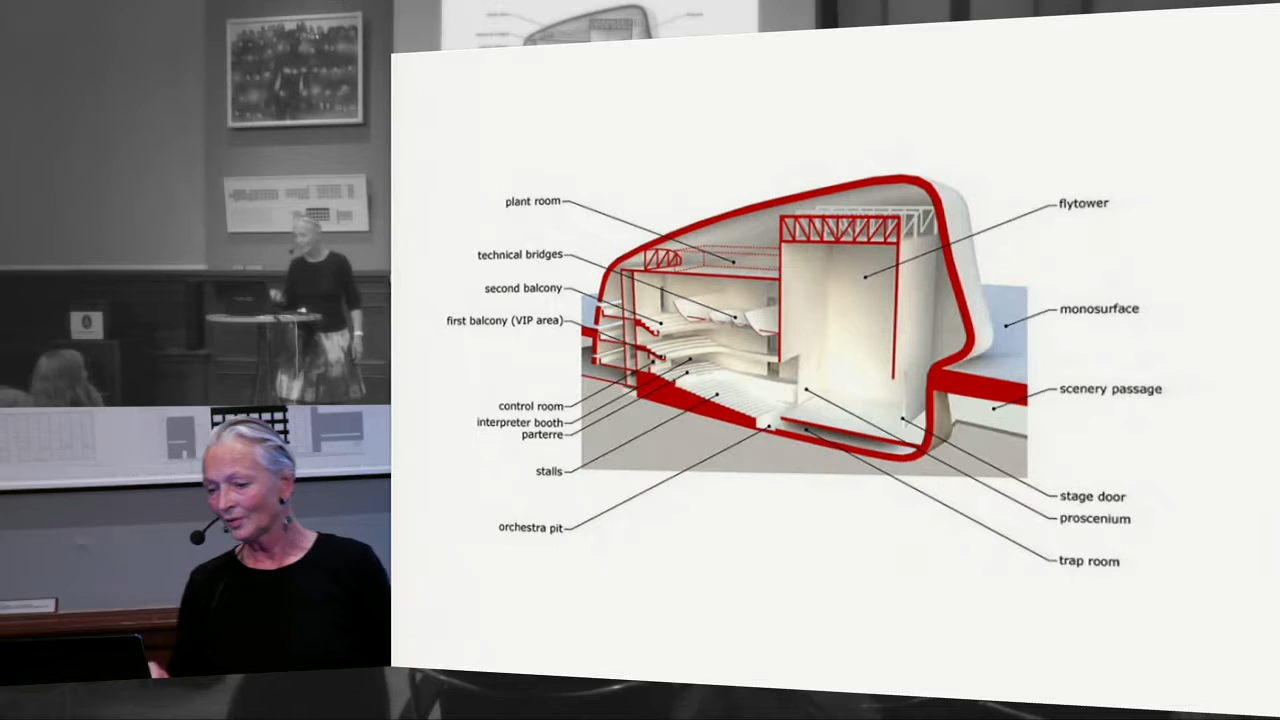 plant room
technical bridges
second balcony
first balcony (VIP area)
control room
interpreter booth
parterre
stalls
orchestra pit
flytower
monosurface
scenery passage
stage door
proscenium
trap room